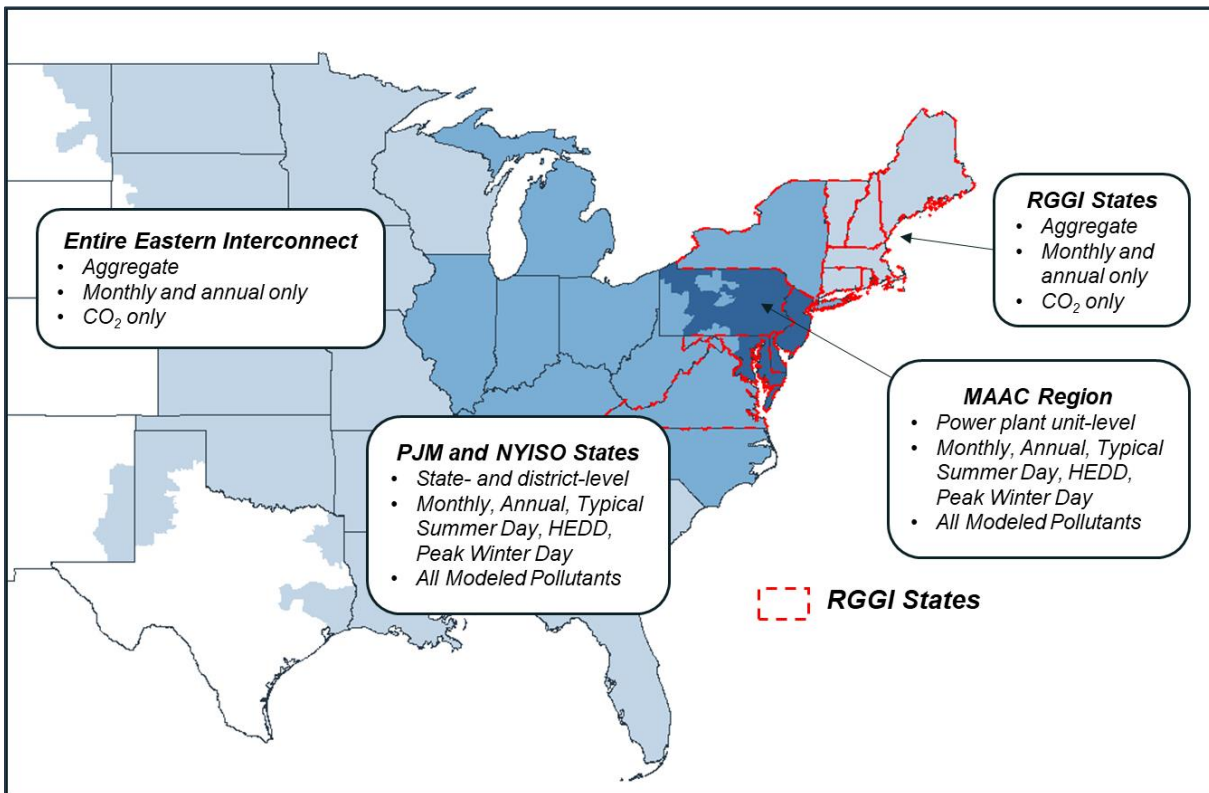 Entire Eastern Interconnect
• Aggregate
• Monthly and annual only
• CO₂ only
RGGI States
• Aggregate
• Monthly and
annual only
• CO₂ only
PJM and NYISO States
• State- and district-level
• Monthly, Annual, Typical
Summer Day, HEDD,
Peak Winter Day
• All Modeled Pollutants
MAAC Region
• Power plant unit-level
• Monthly, Annual, Typical
Summer Day, HEDD,
Peak Winter Day
• All Modeled Pollutants
RGGI States